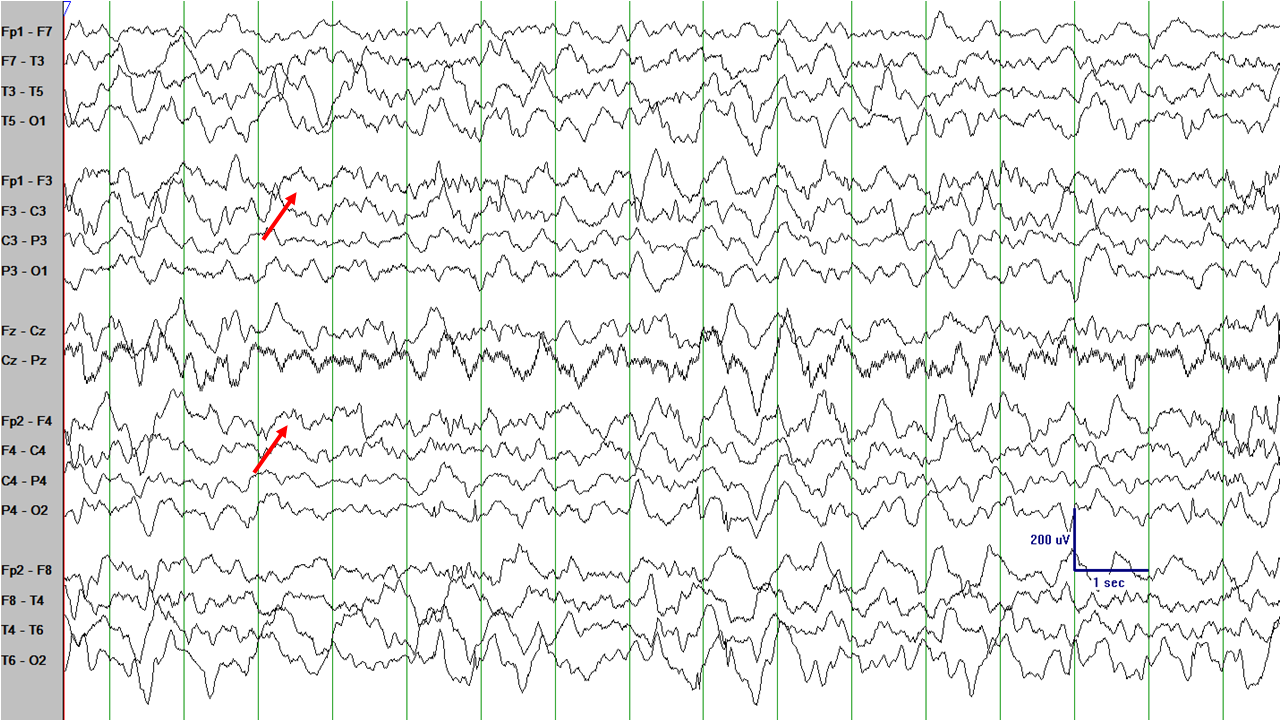 Fp1 - F7
F7 - T3
T3 - T5
T5 - O1
Fp1 - F3
F3 - C3
C3 - P3
P3 - O1
Fz - Cz
Cz - Pz
Fp2 - F4
F4 - C4
C4 - P4
P4 - O2
200 uV
Fp2 - F8
1 sec
F8 - T4
T4 - T6
T6 - O2